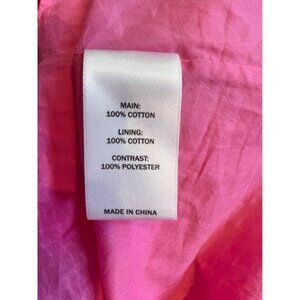 MAIN:
100% COTTON
LINING:
100% COTTON
CONTRAST:
100% POLYESTER
MADE IN CHINA